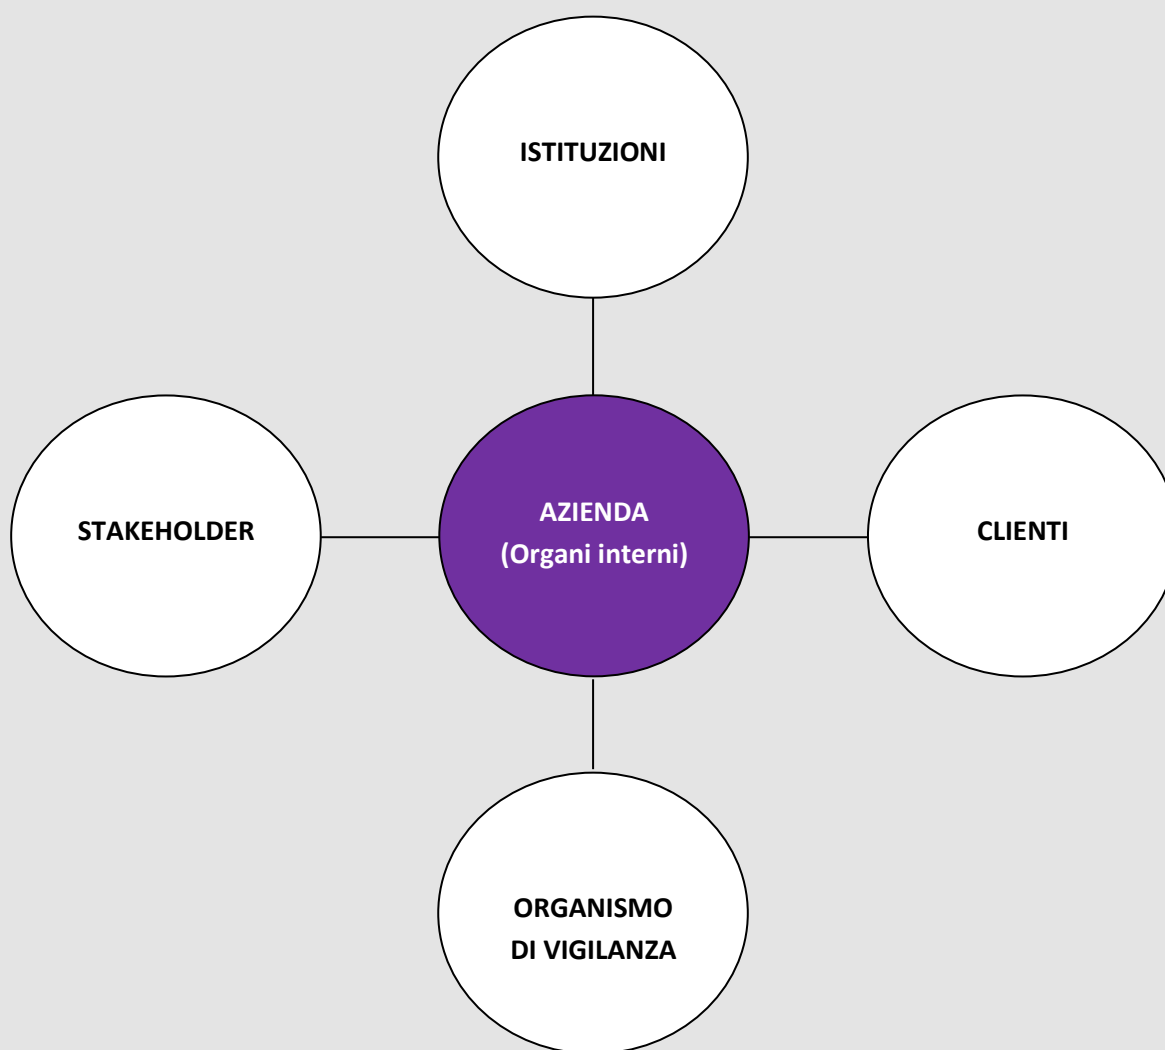 ISTITUZIONI
STAKEHOLDER
AZIENDA
(Organi interni)
CLIENTI
ORGANISMO
DI VIGILANZA